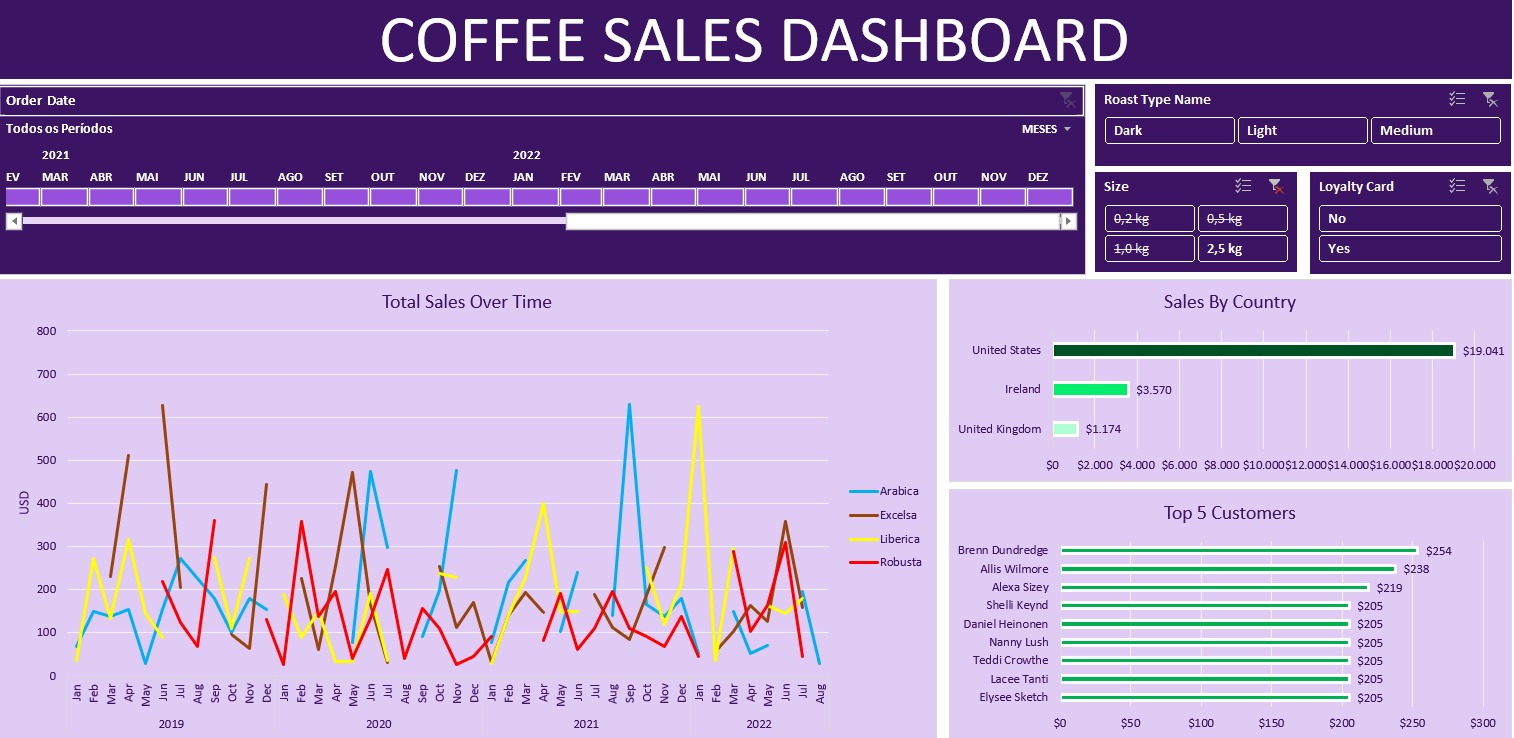 COFFEE SALES DASHBOARD
Order Date
Todos os Períodos MESES
2021 2022
EV MAR ABR MAI JUN JUL AGO SET OUT NOV DEZ JAN FEV MAR ABR MAI JUN JUL AGO SET OUT NOV DEZ
Roast Type Name
Dark Light Medium
Size
0,2 kg 0,5 kg
1,0 kg 2,5 kg
Loyalty Card
No
Yes
Total Sales Over Time
800
700
600
500
400
300
200
100
0
USD
Jan Feb Mar Apr May Jun Jul Aug Sep Oct Nov Dec Jan Feb Mar Apr May Jun Jul Aug Sep Oct Nov Dec Jan Feb Mar Apr May Jun Jul Aug Sep Oct Nov Dec Jan Feb Mar Apr May Jun Jul Aug
2019 2020 2021 2022
Arabica
Excelsa
Liberica
Robusta
Sales By Country
United States $19.041
Ireland $3.570
United Kingdom $1.174
$0 $2.000 $4.000 $6.000 $8.000 $10.000 $12.000 $14.000 $16.000 $18.000 $20.000
Top 5 Customers
Brenn Dundredge $254
Allis Wilmore $238
Alexa Sizey $219
Shelli Keynd $205
Daniel Heinonen $205
Nanny Lush $205
Teddi Crowthe $205
Lacee Tanti $205
Elysee Sketch $205
$0 $50 $100 $150 $200 $250 $300